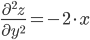 ∂²z/∂y² = −2 · x